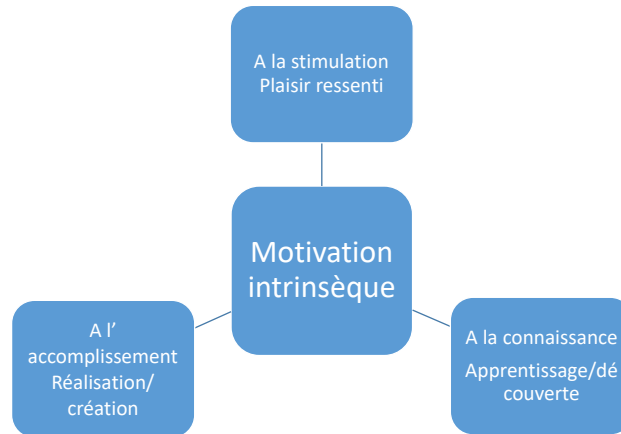 A la stimulation
Plaisir ressenti
Motivation
intrinsèque
A l'
accomplissement
Réalisation/
création
A la connaissance
Apprentissage/dé
couverte